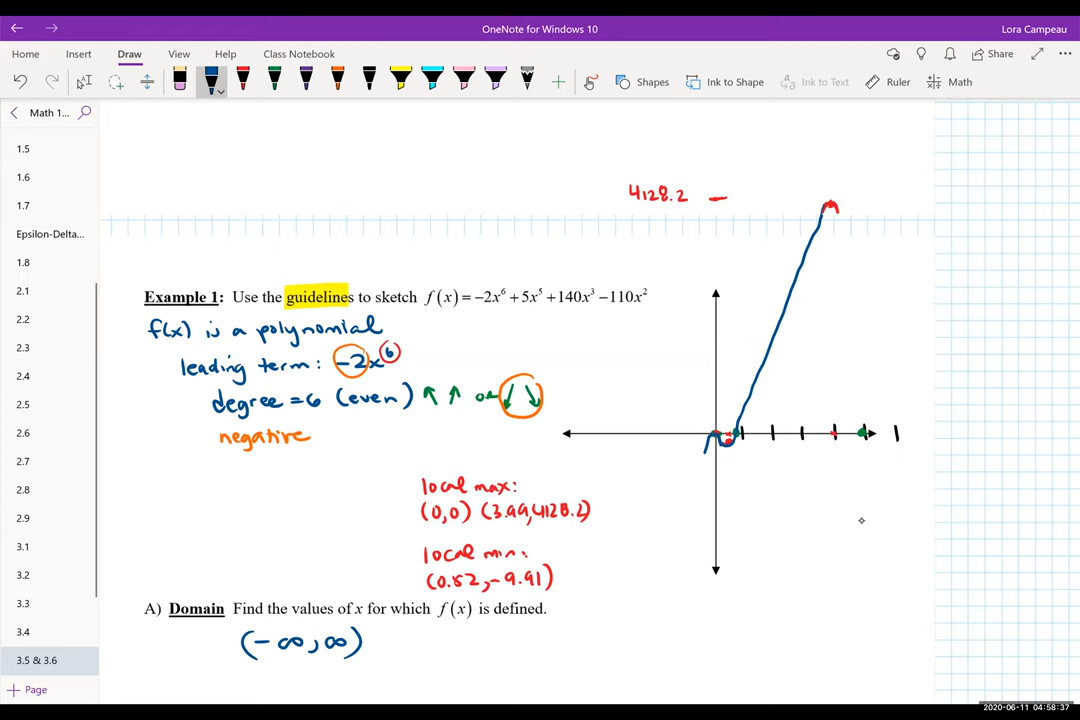 OneNote for Windows 10
Lora Campeau
Home Insert Draw View Help Class Notebook
Share
Shapes Ink to Shape Ink to Text Ruler Math
Math 1...
1.5
1.6
1.7
Epsilon-Delta...
1.8
2.1
2.2
2.3
2.4
2.5
2.6
2.7
2.8
2.9
3.1
3.2
3.3
3.4
3.5 & 3.6
Page
4128.2
Example 1: Use the guidelines to sketch f(x) = −2x⁶ + 5x⁵ + 140x³ − 110x²
f(x) is a polynomial
leading term: -2x⁶
degree = 6 (even) ↖ ↑ or ↓ ↘
negative
local max:
(0,0) (3.99, 4128.2)
local min:
(0.52, -9.91)
A) Domain Find the values of x for which f(x) is defined.
(-∞, ∞)
2020-06-11 04:58:37